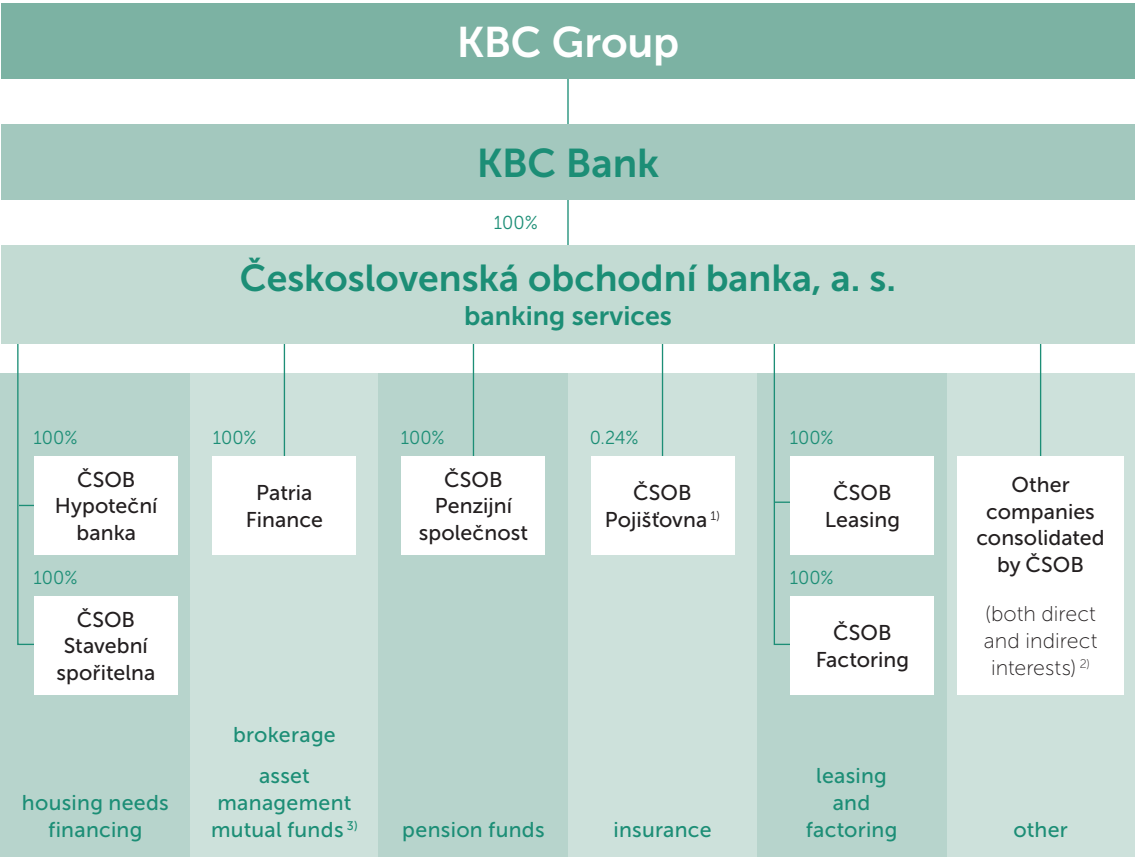 KBC Group
KBC Bank
100%
Československá obchodní banka, a. s.
banking services
100%
ČSOB
Hypoteční
banka
100%
ČSOB
Stavební
spořitelna
housing needs
financing
100%
Patria
Finance
brokerage
asset
management
mutual funds 3)
100%
ČSOB
Penzijní
společnost
pension funds
0.24%
ČSOB
Pojišťovna 1)
insurance
100%
ČSOB
Leasing
100%
ČSOB
Factoring
leasing
and
factoring
Other
companies
consolidated
by ČSOB
(both direct
and indirect
interests) 2)
other